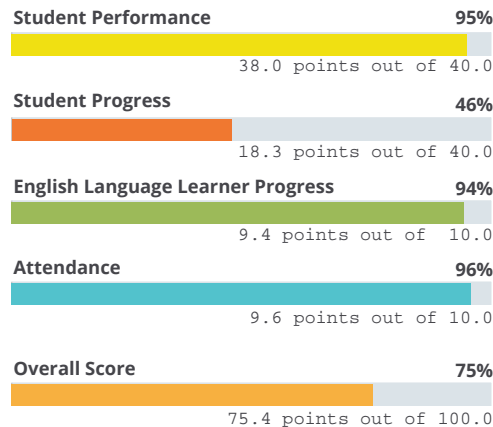 Student Performance 95%
38.0 points out of 40.0
Student Progress 46%
18.3 points out of 40.0
English Language Learner Progress 94%
9.4 points out of 10.0
Attendance 96%
9.6 points out of 10.0
Overall Score 75%
75.4 points out of 100.0